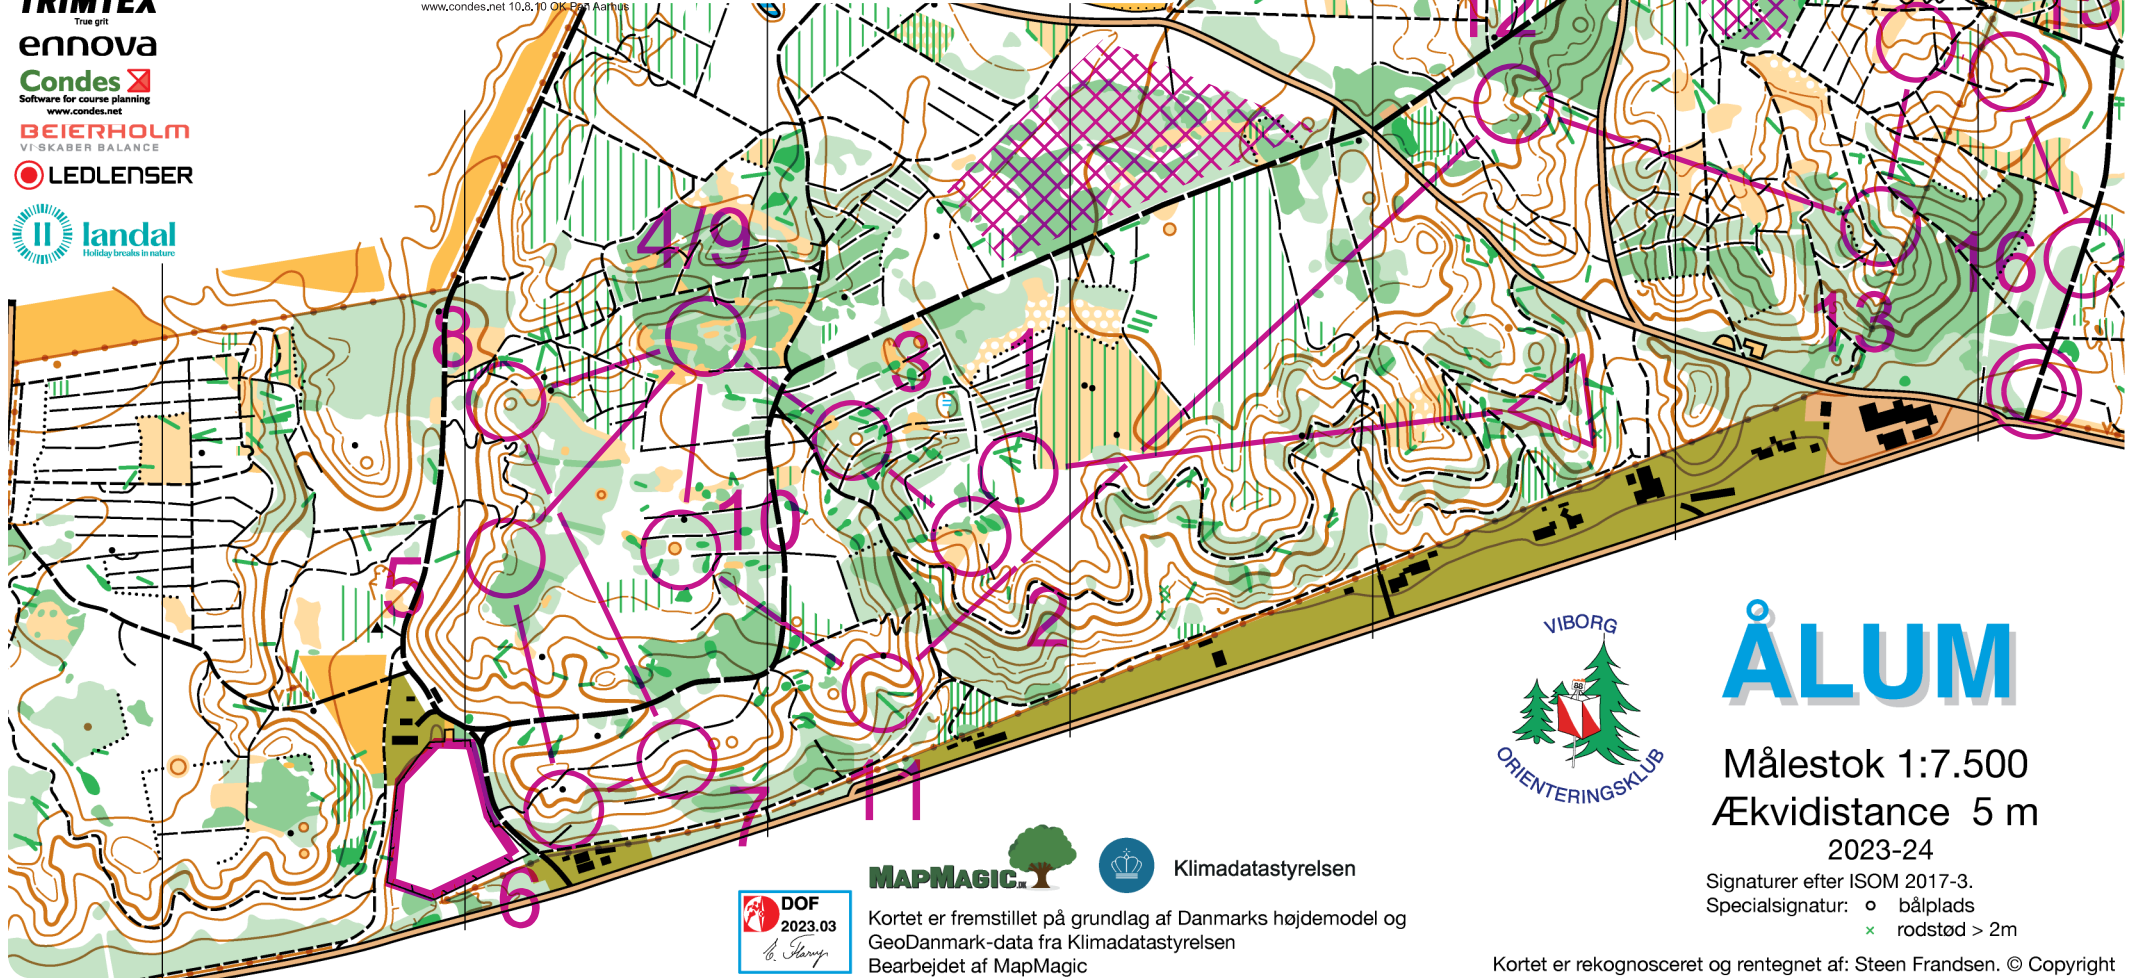 TRIMTEX
True grit
www.condes.net 10.8.10 OK Pan Aarhus
ennova
Condes
Software for course planning
www.condes.net
BEIERHOLM
VI SKABER BALANCE
LEDLENSER
landal
Holiday breaks in nature
12
15
4/9
16
13
8
3
1
10
5
2
7
11
6
VIBORG
88
ORIENTERINGSKLUB
ÅLUM
Målestok 1:7.500
Ækvidistance 5 m
2023-24
Signaturer efter ISOM 2017-3.
Specialsignatur: o bålplads
x rodstød > 2m
MAPMAGIC.DK
Klimadatastyrelsen
DOF
2023.03
Kortet er fremstillet på grundlag af Danmarks højdemodel og
GeoDanmark-data fra Klimadatastyrelsen
Bearbejdet af MapMagic
Kortet er rekognosceret og rentegnet af: Steen Frandsen. © Copyright